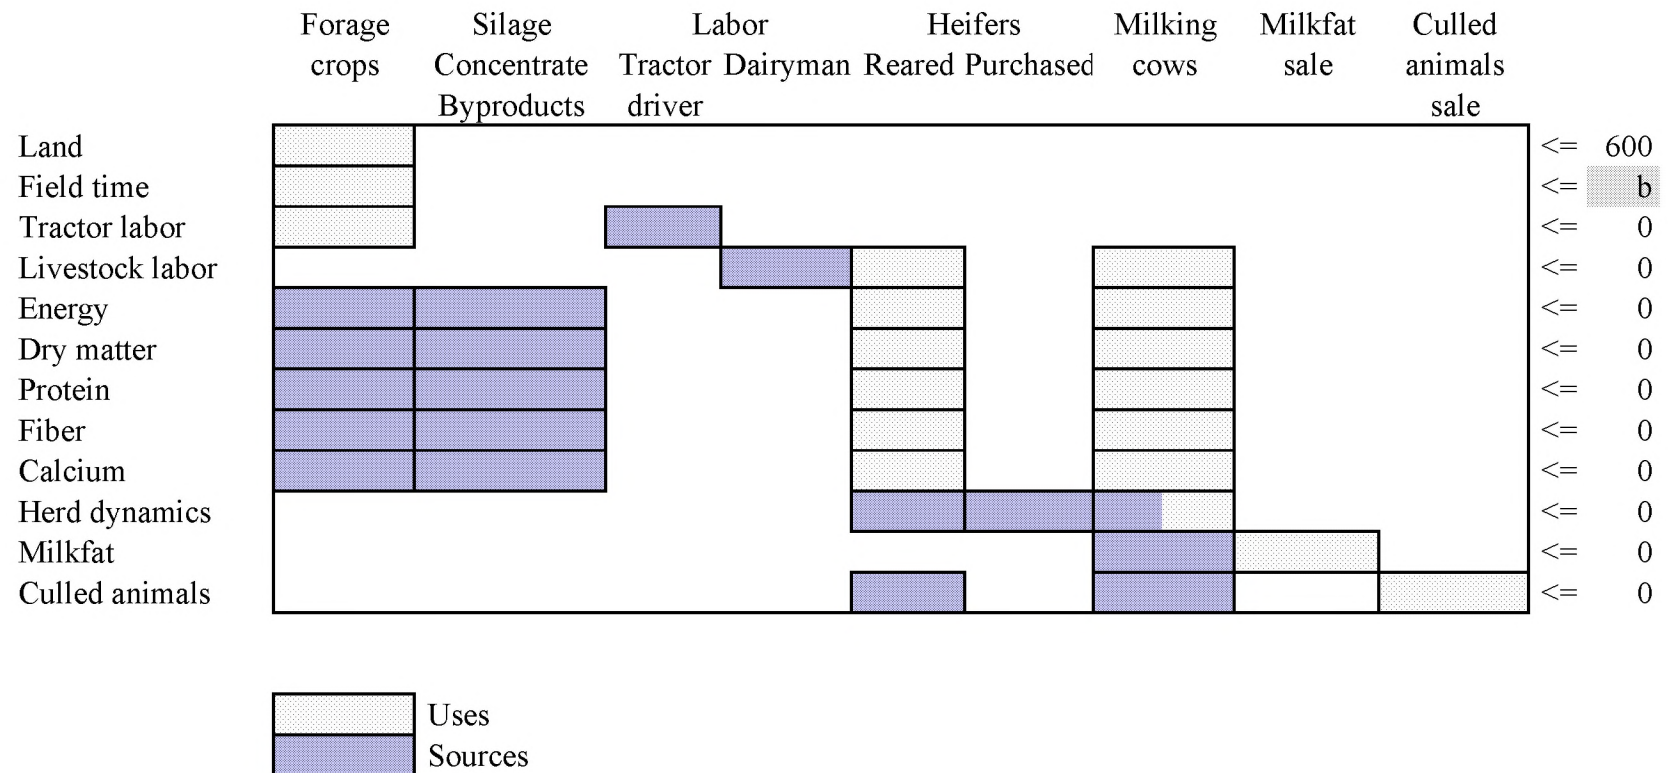 Forage Silage Labor Heifers Milking Milkfat Culled
crops Concentrate Tractor Dairyman Reared Purchased cows sale animals
Byproducts driver sale
Land <= 600
Field time <= b
Tractor labor <= 0
Livestock labor <= 0
Energy <= 0
Dry matter <= 0
Protein <= 0
Fiber <= 0
Calcium <= 0
Herd dynamics <= 0
Milkfat <= 0
Culled animals <= 0
Uses
Sources